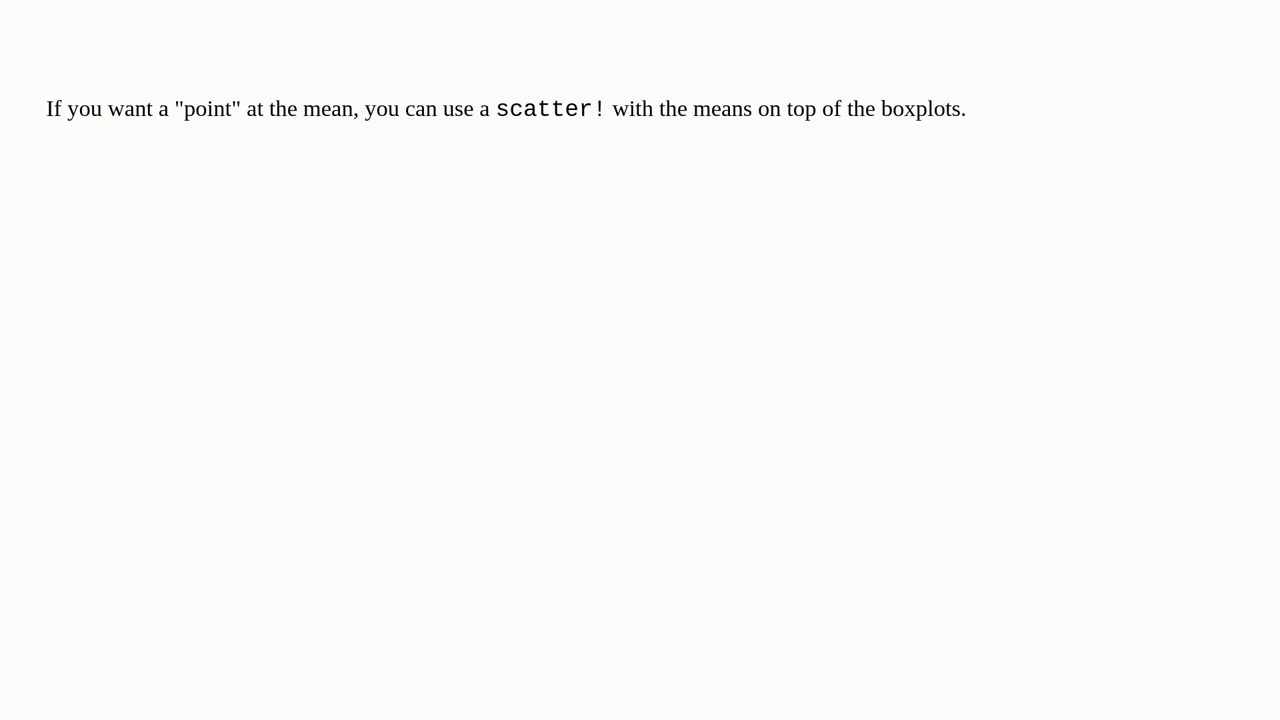 If you want a "point" at the mean, you can use a scatter! with the means on top of the boxplots.